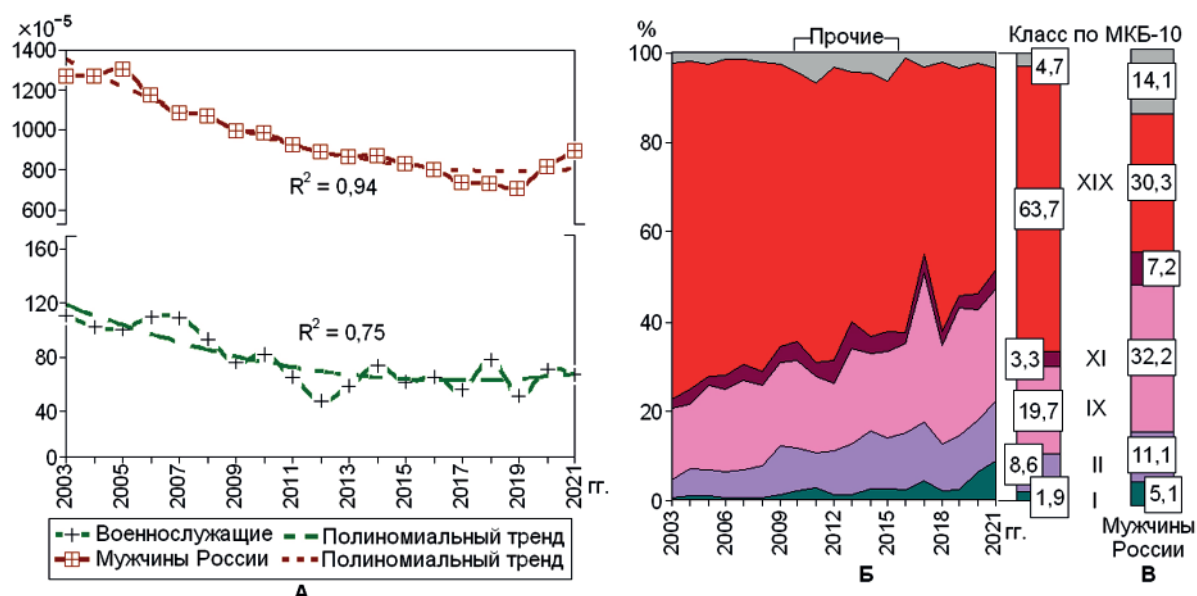 ×10⁻⁵
1400
1200
1000
800
600
R² = 0,94
160
120
80
40
0
R² = 0,75
2003
2005
2007
2009
2011
2013
2015
2017
2019
2021
гг.
Военнослужащие
Полиномиальный тренд
Мужчины России
Полиномиальный тренд
А
%
100
80
60
40
20
0
Прочие
2003
2006
2009
2012
2015
2018
2021
гг.
Б
Класс по МКБ-10
4,7
63,7
3,3
19,7
8,6
1,9
XIX
XI
IX
II
I
14,1
30,3
7,2
32,2
11,1
5,1
Мужчины
России
В